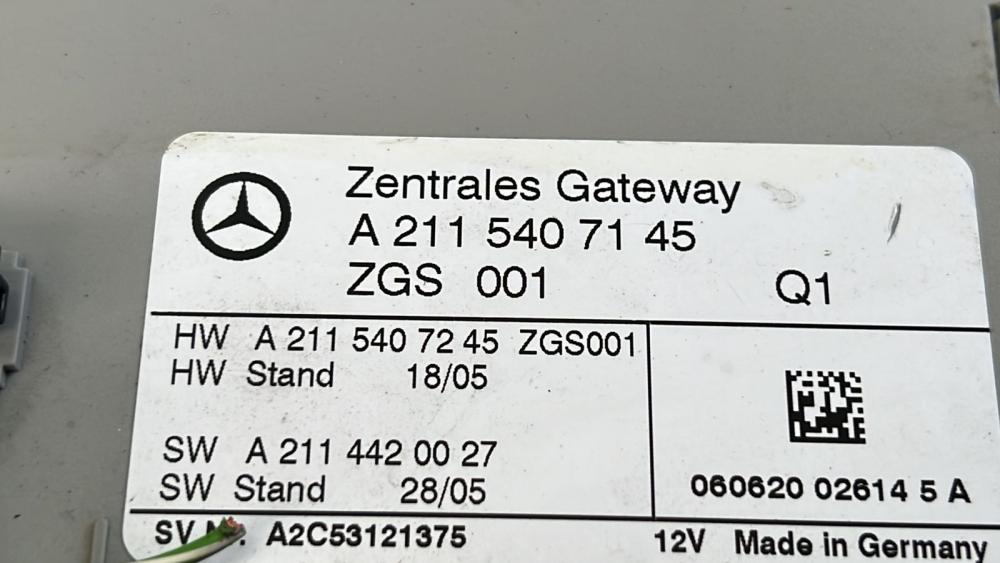 Zentrales Gateway
A 211 540 71 45
ZGS 001 Q1
HW A 211 540 72 45 ZGS001
HW Stand 18/05
SW A 211 442 00 27
SW Stand 28/05
060620 02614 5 A
SV A2C53121375
12V Made in Germany